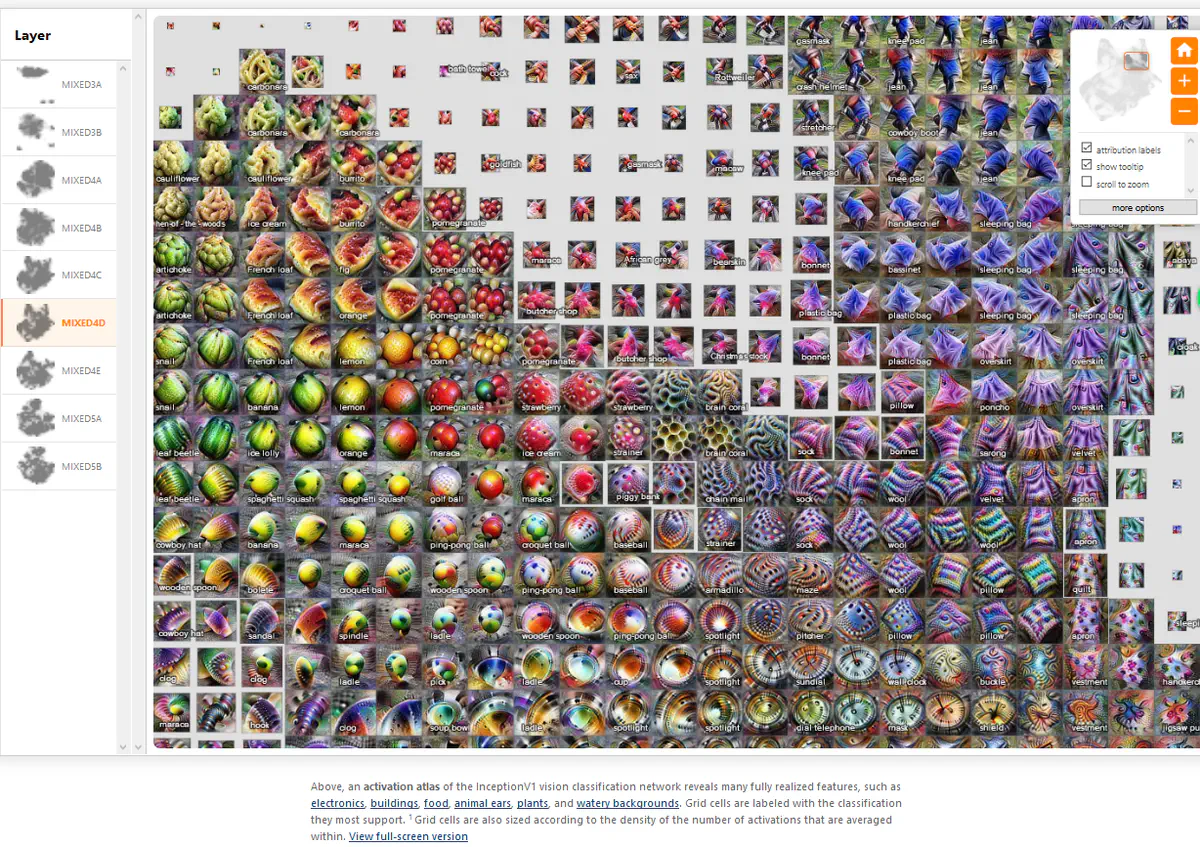 Layer
MIXED3A
MIXED3B
MIXED4A
MIXED4B
MIXED4C
MIXED4D
MIXED4E
MIXED5A
MIXED5B
gasmask knee pad jean
carbonara bath towel cock sax Rottweiler crash helmet jean
carbonara carbonara stretcher cowboy boot jean
cauliflower cauliflower burrito goldfish gasmask macaw knee pad knee pad jean
hen-of-the-woods ice cream burrito pomegranate handkerchief sleeping bag sleeping bag
artichoke French loaf fig pomegranate maraca African grey bearskin bonnet bassinet sleeping bag sleeping bag abaya
artichoke French loaf orange pomegranate butcher shop plastic bag plastic bag sleeping bag sleeping bag
snail French loaf lemon corn pomegranate butcher shop Christmas stock bonnet plastic bag overskirt overskirt cloak
snail banana lemon pomegranate strawberry strawberry brain coral pillow poncho overskirt
leaf beetle ice lolly orange maraca ice cream strainer brain coral sock bonnet sarong velvet
leaf beetle spaghetti squash spaghetti squash golf ball maraca piggy bank chain mail sock wool velvet apron
cowboy hat banana maraca ping-pong ball croquet ball baseball strainer sock wool wool apron
wooden spoon bolete croquet ball wooden spoon ping-pong ball baseball armadillo maze wool pillow quilt
cowboy hat sandal spindle ladle wooden spoon ping-pong ball spotlight pitcher pillow pillow apron sleepi
clog clog ladle pick ladle cup spotlight sundial wall clock buckle vestment handkerc
maraca hook clog soup bowl ladle spotlight spotlight dial telephone mask shield vestment jigsaw pu
attribution labels
show tooltip
scroll to zoom
more options
Above, an activation atlas of the InceptionV1 vision classification network reveals many fully realized features, such as
electronics, buildings, food, animal ears, plants, and watery backgrounds. Grid cells are labeled with the classification
they most support. 1 Grid cells are also sized according to the density of the number of activations that are averaged
within. View full-screen version